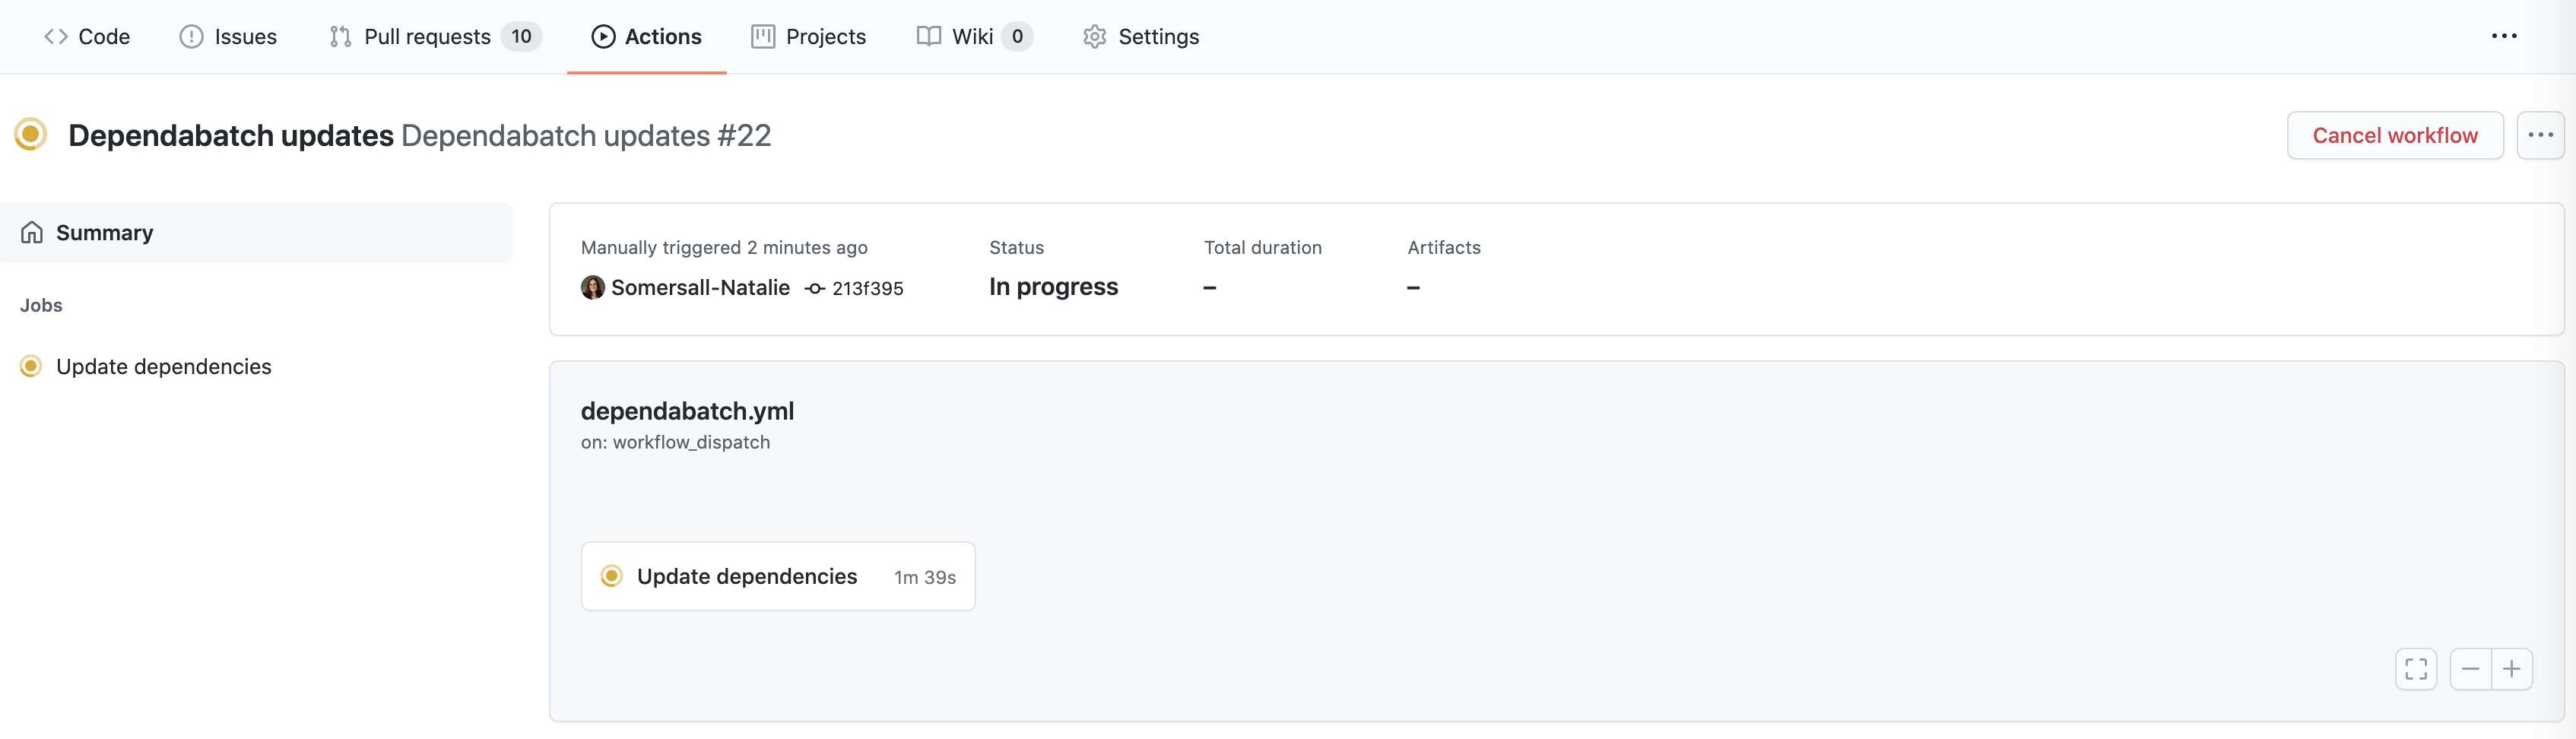 Code Issues Pull requests 10 Actions Projects Wiki 0 Settings
Dependabatch updates Dependabatch updates #22
Cancel workflow
Summary
Jobs
Update dependencies
Manually triggered 2 minutes ago Status Total duration Artifacts
Somersall-Natalie 213f395 In progress – –
dependabatch.yml
on: workflow_dispatch
Update dependencies 1m 39s